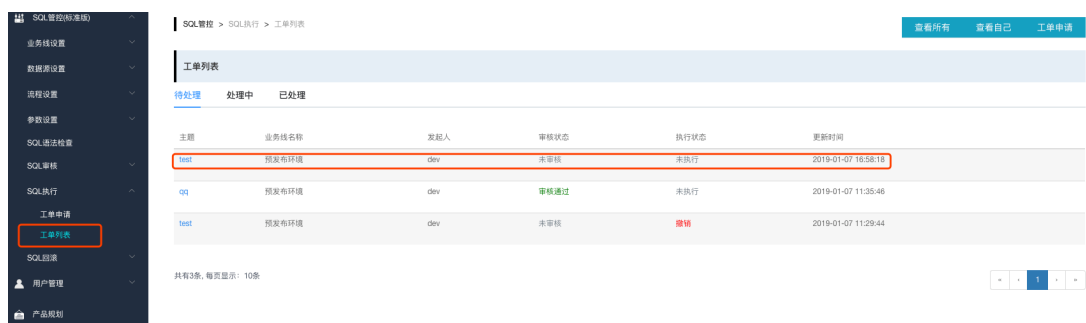 SQL管控(标准版)
业务线设置
数据源设置
流程设置
参数设置
SQL语法检查
SQL审核
SQL执行
工单申请
工单列表
SQL回滚
用户管理
产品规划
SQL管控 > SQL执行 > 工单列表
查看所有 查看自己 工单申请
工单列表
待处理 处理中 已处理
主题 业务线名称 发起人 审核状态 执行状态 更新时间
test 预发布环境 dev 未审核 未执行 2019-01-07 16:58:18
qq 预发布环境 dev 审核通过 未执行 2019-01-07 11:35:46
test 预发布环境 dev 未审核 撤销 2019-01-07 11:29:44
共有3条, 每页显示: 10条
« ‹ 1 › »